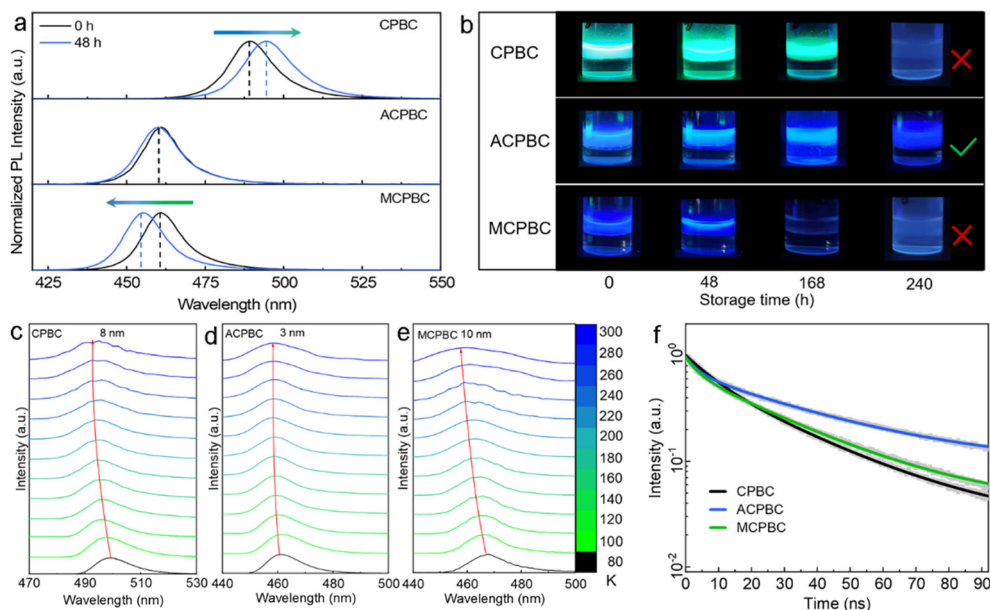 a
0 h
48 h
CPBC
ACPBC
MCPBC
Normalized PL Intensity (a.u.)
425 450 475 500 525 550
Wavelength (nm)
b
CPBC
ACPBC
MCPBC
0 48 168 240
Storage time (h)
c
CPBC 8 nm
Intensity (a.u.)
470 490 510 530
Wavelength (nm)
d
ACPBC 3 nm
Intensity (a.u.)
440 460 480 500
Wavelength (nm)
e
MCPBC 10 nm
Intensity (a.u.)
440 460 480 500
Wavelength (nm)
300
280
260
240
220
200
180
160
140
120
100
80
K
f
Intensity (a.u.)
10⁰
10⁻¹
10⁻²
CPBC
ACPBC
MCPBC
0 10 20 30 40 50 60 70 80 90
Time (ns)